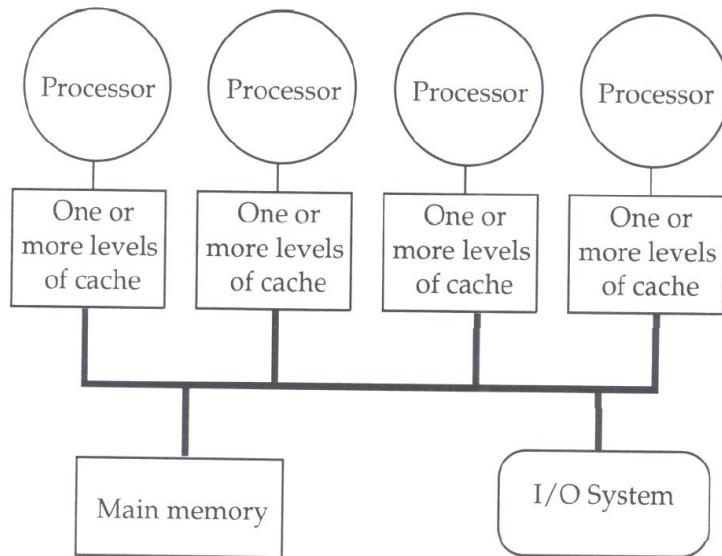 Processor
Processor
Processor
Processor
One or
more levels
of cache
One or
more levels
of cache
One or
more levels
of cache
One or
more levels
of cache
Main memory
I/O System